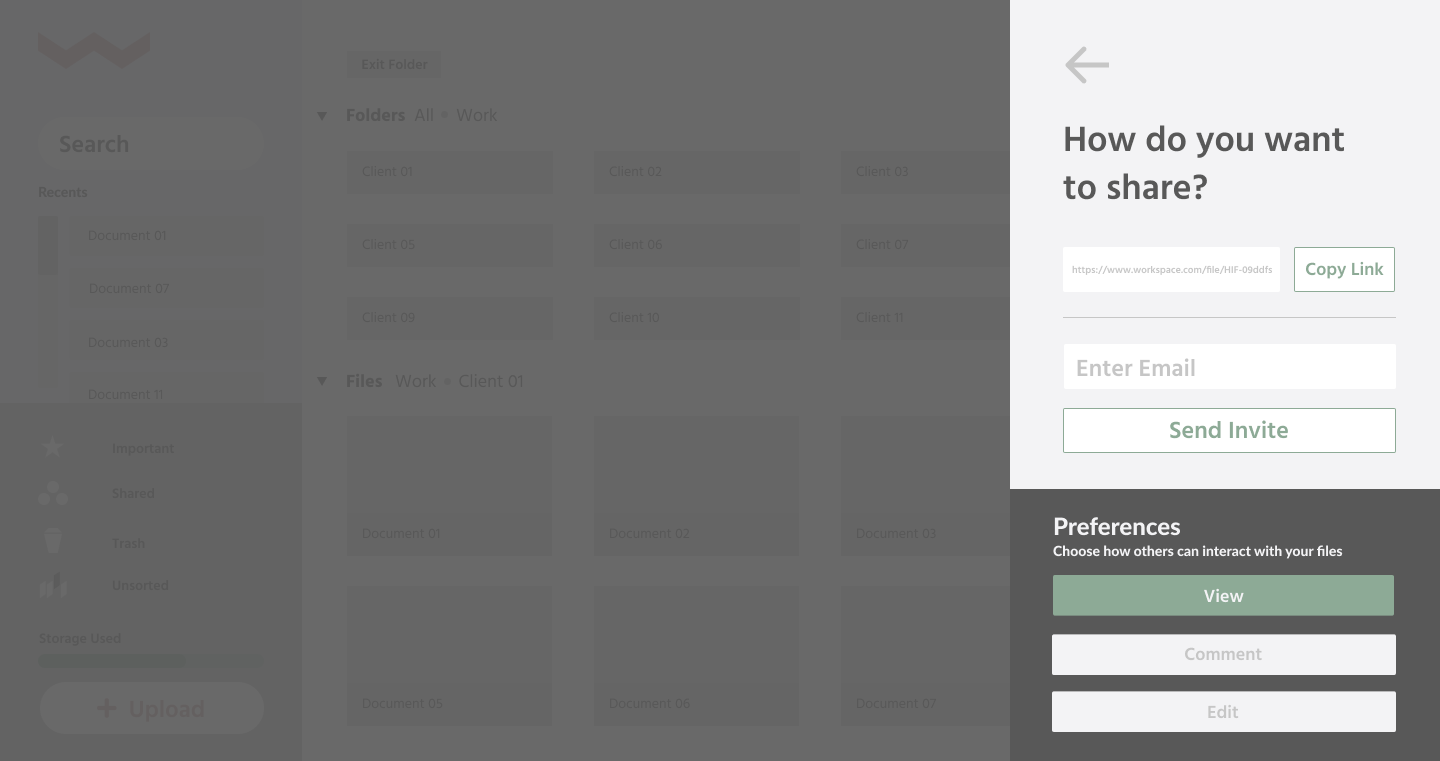 Search
Recents
Document 01
Document 07
Document 03
Document 11
Important
Shared
Trash
Unsorted
Storage Used
Upload
Exit Folder
Folders All Work
Client 01 Client 02 Client 03
Client 05 Client 06 Client 07
Client 09 Client 10 Client 11
Files Work Client 01
Document 01 Document 02 Document 03
Document 05 Document 06 Document 07
How do you want
to share?
https://www.workspace.com/file/HIF-09ddfs
Copy Link
Enter Email
Send Invite
Preferences
Choose how others can interact with your files
View
Comment
Edit